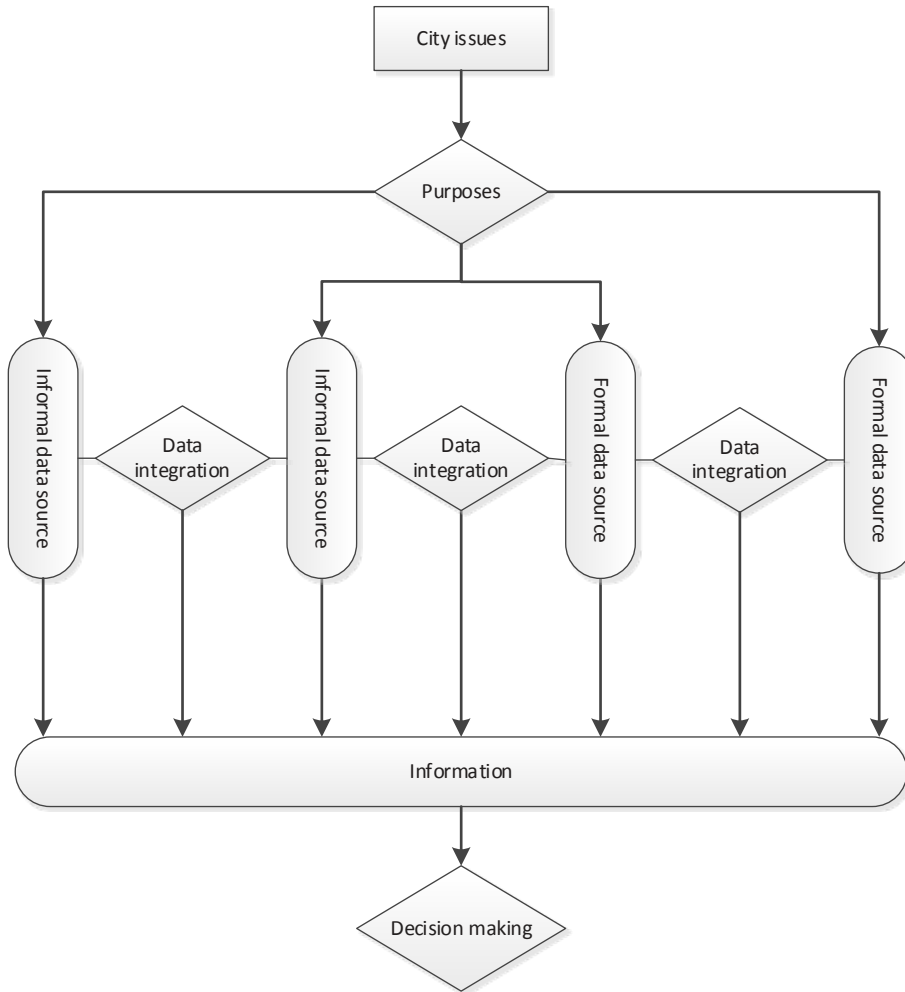 City issues
Purposes
Informal data source
Data
integration
Informal data source
Data
integration
Formal data source
Data
integration
Formal data source
Information
Decision making